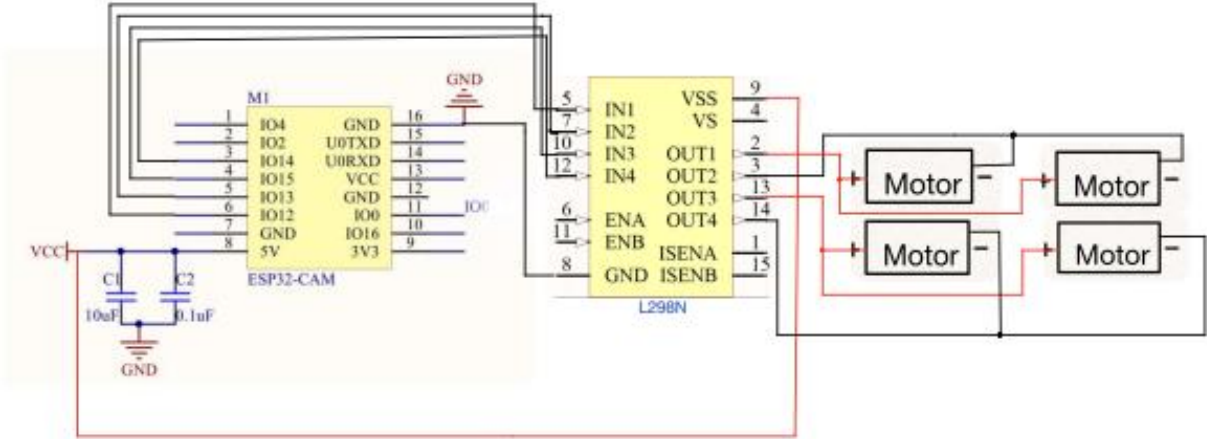 GND
M1
1 IO4 GND 16
2 IO2 U0TXD 15
3 IO14 U0RXD 14
4 IO15 VCC 13
5 IO13 GND 12
6 IO12 IO0 11
7 GND IO16 10
8 5V 3V3 9
ESP32-CAM
VCC
C1
10uF
C2
0.1uF
GND
5 IN1 VSS 9
7 IN2 VS 4
10 IN3 OUT1 2
12 IN4 OUT2 3
OUT3 13
6 ENA OUT4 14
11 ENB
ISENA 1
8 GND ISENB 15
L298N
+ Motor -
+ Motor -
+ Motor -
+ Motor -